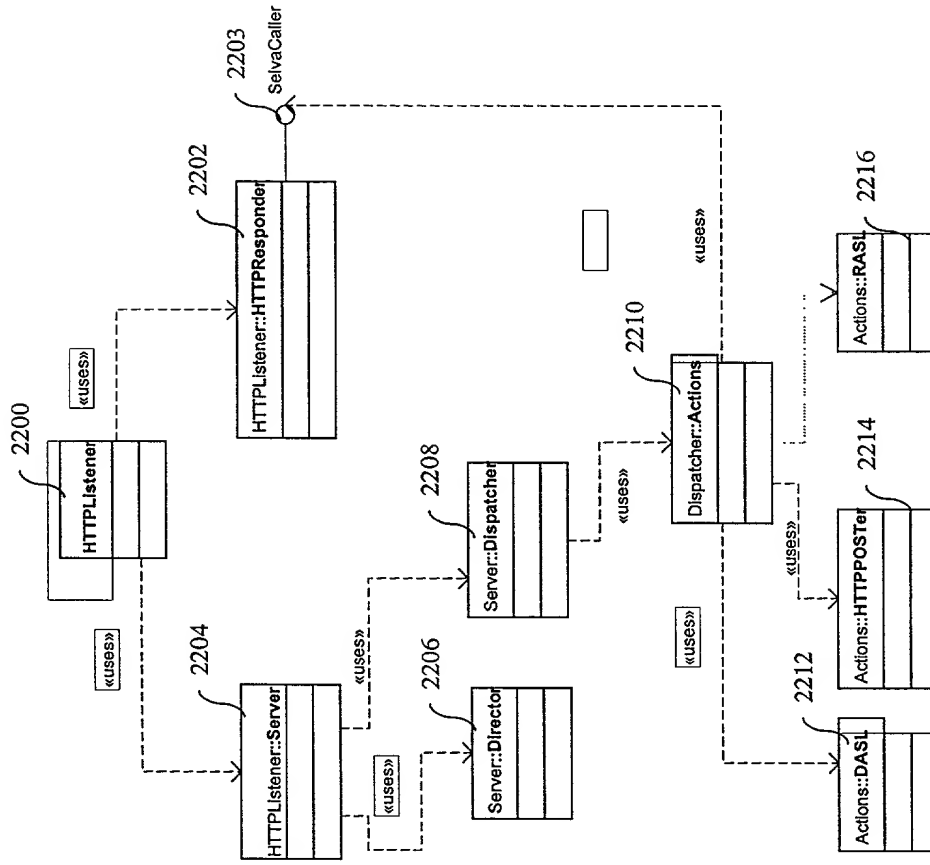 2200
HTTPListener
«uses»
«uses»
2202
HTTPListener::HTTPResponder
2203
SelvaCaller
2204
HTTPListener::Server
«uses»
«uses»
2206
Server::Director
2208
Server::Dispatcher
«uses»
2210
Dispatcher::Actions
«uses»
«uses»
«uses»
2212
Actions::DASL
2214
Actions::HTTPPOSTer
2216
Actions::RASL